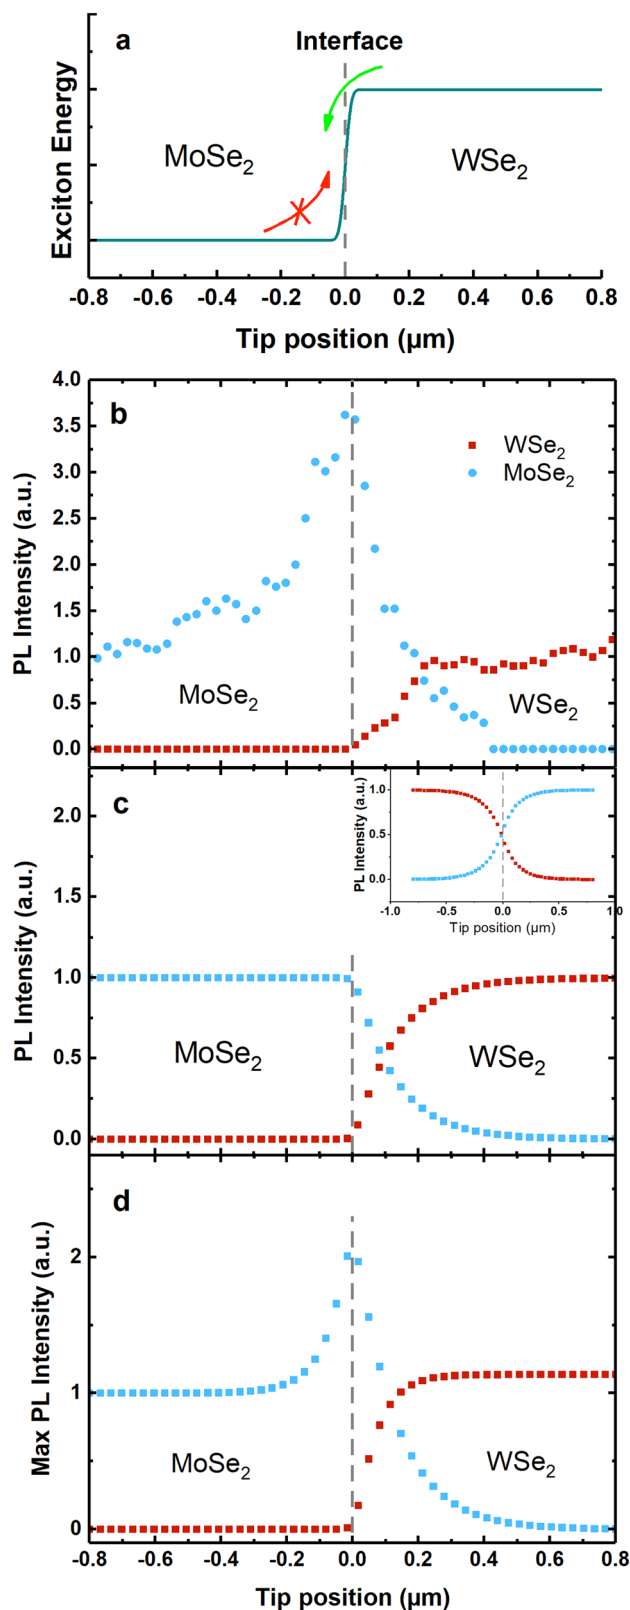 a
Interface
MoSe₂
WSe₂
Exciton Energy
-0.8 -0.6 -0.4 -0.2 0.0 0.2 0.4 0.6 0.8
Tip position (μm)
b
4.0
3.5
3.0
2.5
2.0
1.5
1.0
0.5
0.0
PL Intensity (a.u.)
WSe₂
MoSe₂
MoSe₂
WSe₂
c
2.0
1.5
1.0
0.5
0.0
PL Intensity (a.u.)
1.0
0.5
0.0
PL Intensity (a.u.)
-1.0 -0.5 0.0 0.5 1.0
Tip position (μm)
MoSe₂
WSe₂
d
2
1
0
Max PL Intensity (a.u.)
MoSe₂
WSe₂
-0.8 -0.6 -0.4 -0.2 0.0 0.2 0.4 0.6 0.8
Tip position (μm)